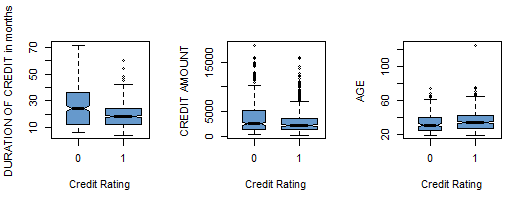 DURATION OF CREDIT in months
10 30 50 70
0 1
Credit Rating
CREDIT AMOUNT
0 5000 15000
0 1
Credit Rating
AGE
20 60 120
0 1
Credit Rating